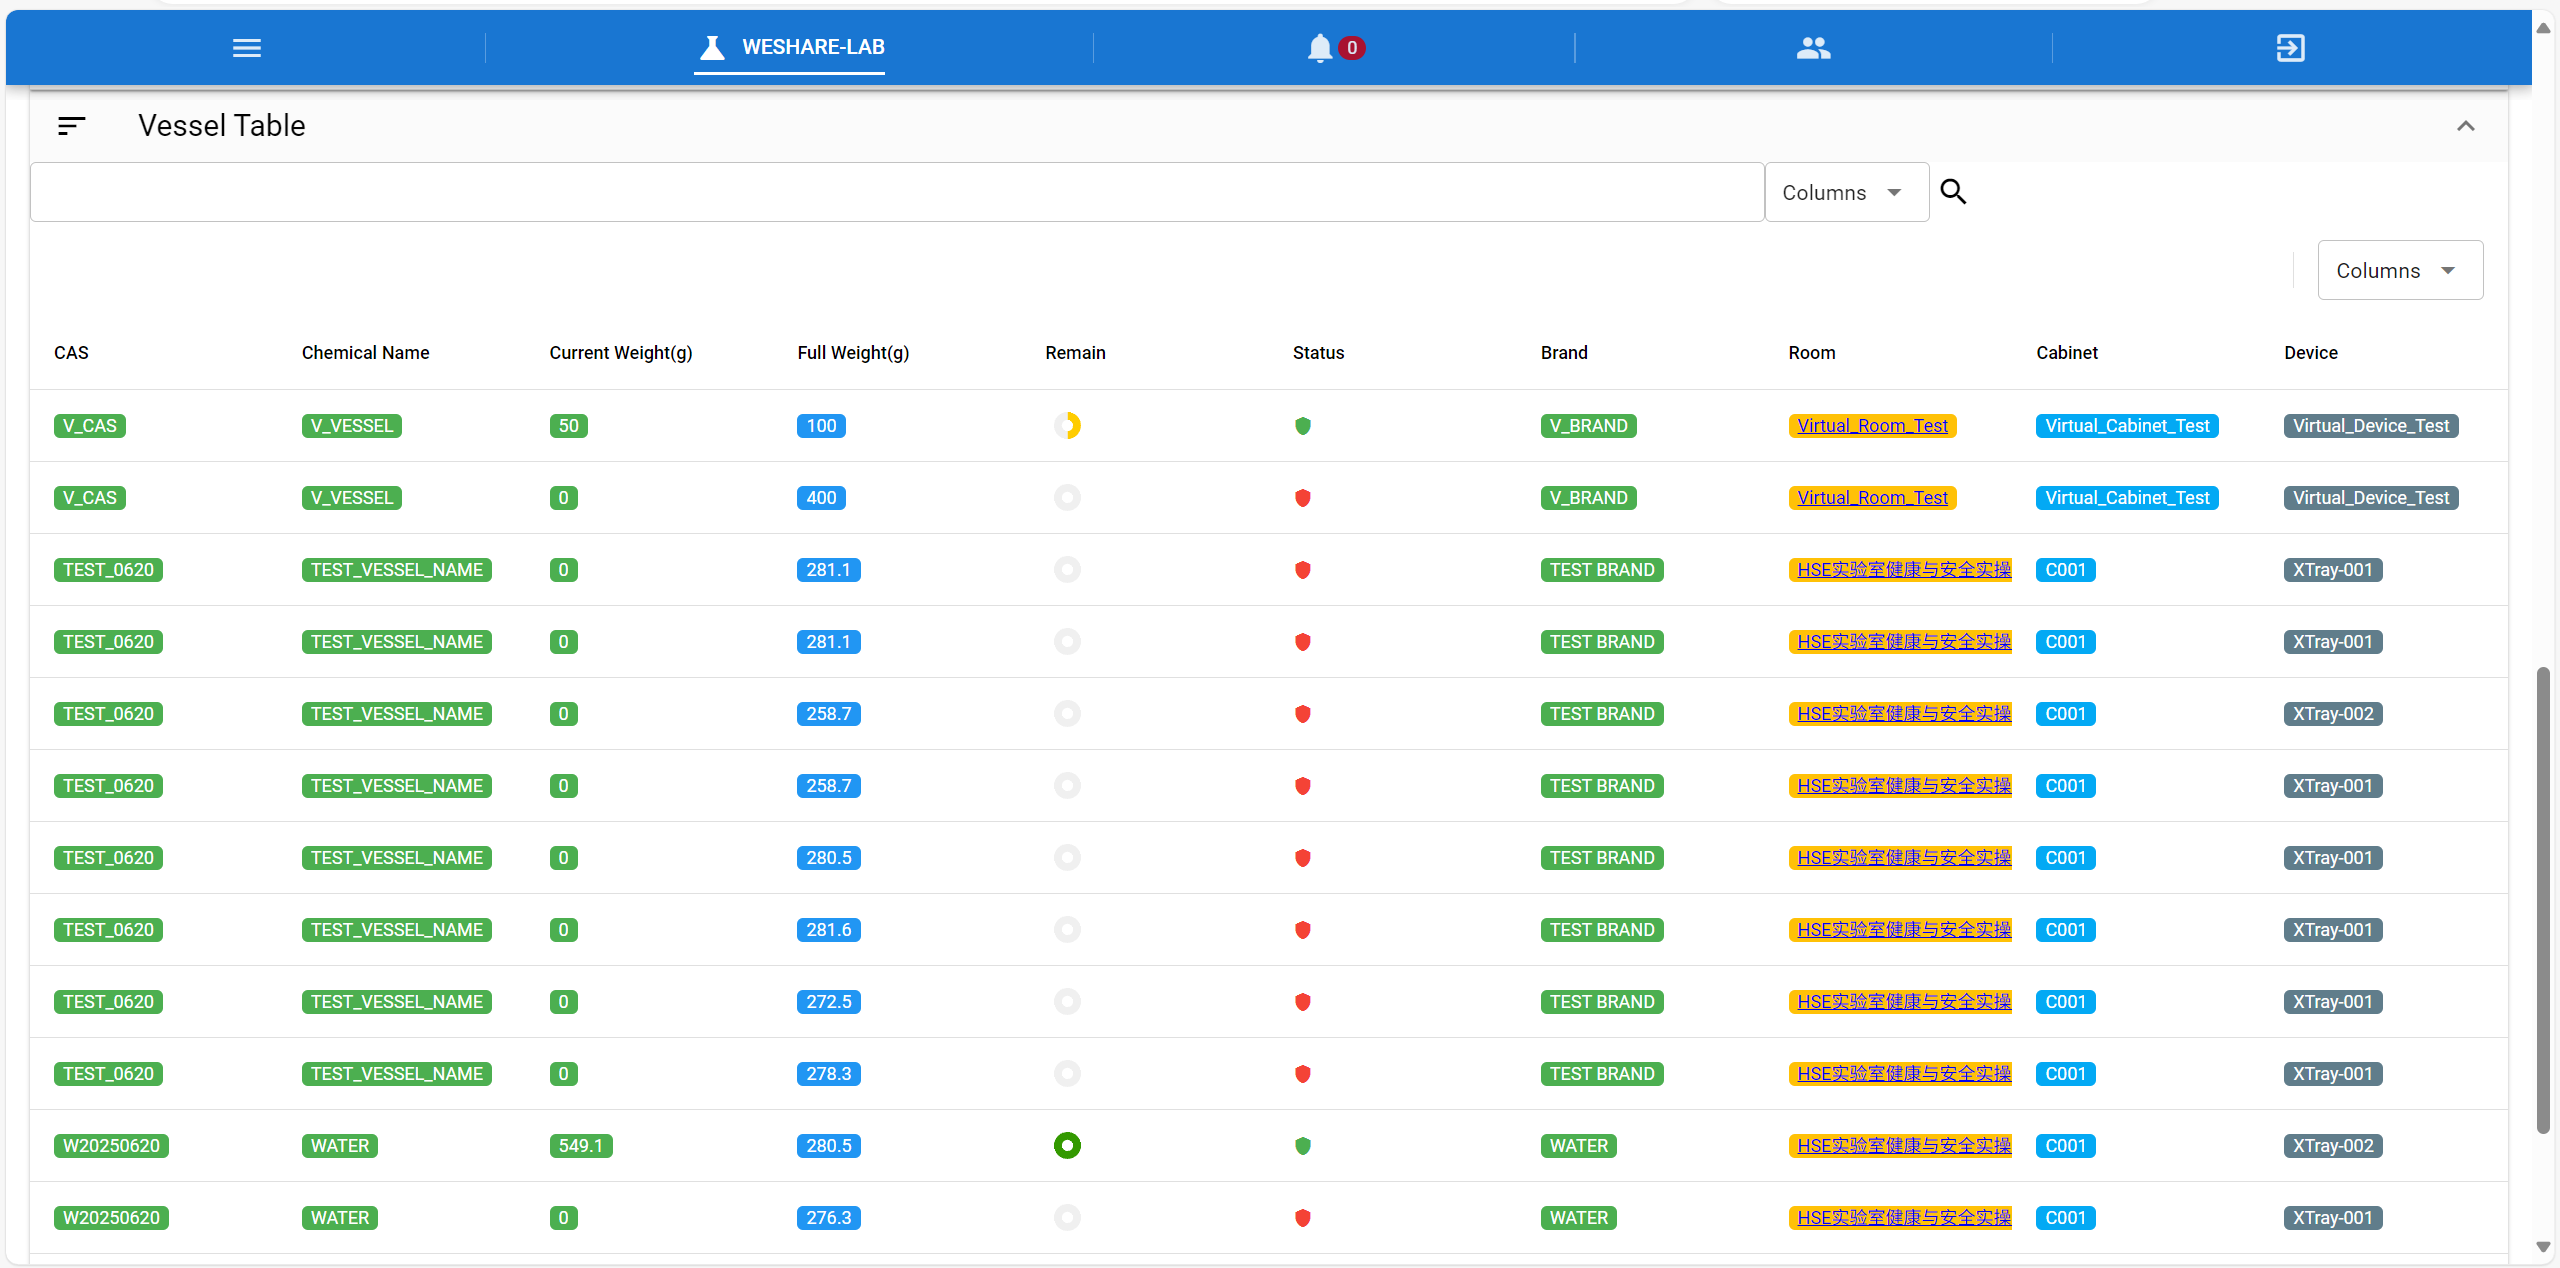 WESHARE-LAB
0
Vessel Table
Columns
Columns
CAS Chemical Name Current Weight(g) Full Weight(g) Remain Status Brand Room Cabinet Device
V_CAS V_VESSEL 50 100 V_BRAND Virtual_Room_Test Virtual_Cabinet_Test Virtual_Device_Test
V_CAS V_VESSEL 0 400 V_BRAND Virtual_Room_Test Virtual_Cabinet_Test Virtual_Device_Test
TEST_0620 TEST_VESSEL_NAME 0 281.1 TEST BRAND HSE实验室健康与安全实操 C001 XTray-001
TEST_0620 TEST_VESSEL_NAME 0 281.1 TEST BRAND HSE实验室健康与安全实操 C001 XTray-001
TEST_0620 TEST_VESSEL_NAME 0 258.7 TEST BRAND HSE实验室健康与安全实操 C001 XTray-002
TEST_0620 TEST_VESSEL_NAME 0 258.7 TEST BRAND HSE实验室健康与安全实操 C001 XTray-001
TEST_0620 TEST_VESSEL_NAME 0 280.5 TEST BRAND HSE实验室健康与安全实操 C001 XTray-001
TEST_0620 TEST_VESSEL_NAME 0 281.6 TEST BRAND HSE实验室健康与安全实操 C001 XTray-001
TEST_0620 TEST_VESSEL_NAME 0 272.5 TEST BRAND HSE实验室健康与安全实操 C001 XTray-001
TEST_0620 TEST_VESSEL_NAME 0 278.3 TEST BRAND HSE实验室健康与安全实操 C001 XTray-001
W20250620 WATER 549.1 280.5 WATER HSE实验室健康与安全实操 C001 XTray-002
W20250620 WATER 0 276.3 WATER HSE实验室健康与安全实操 C001 XTray-001